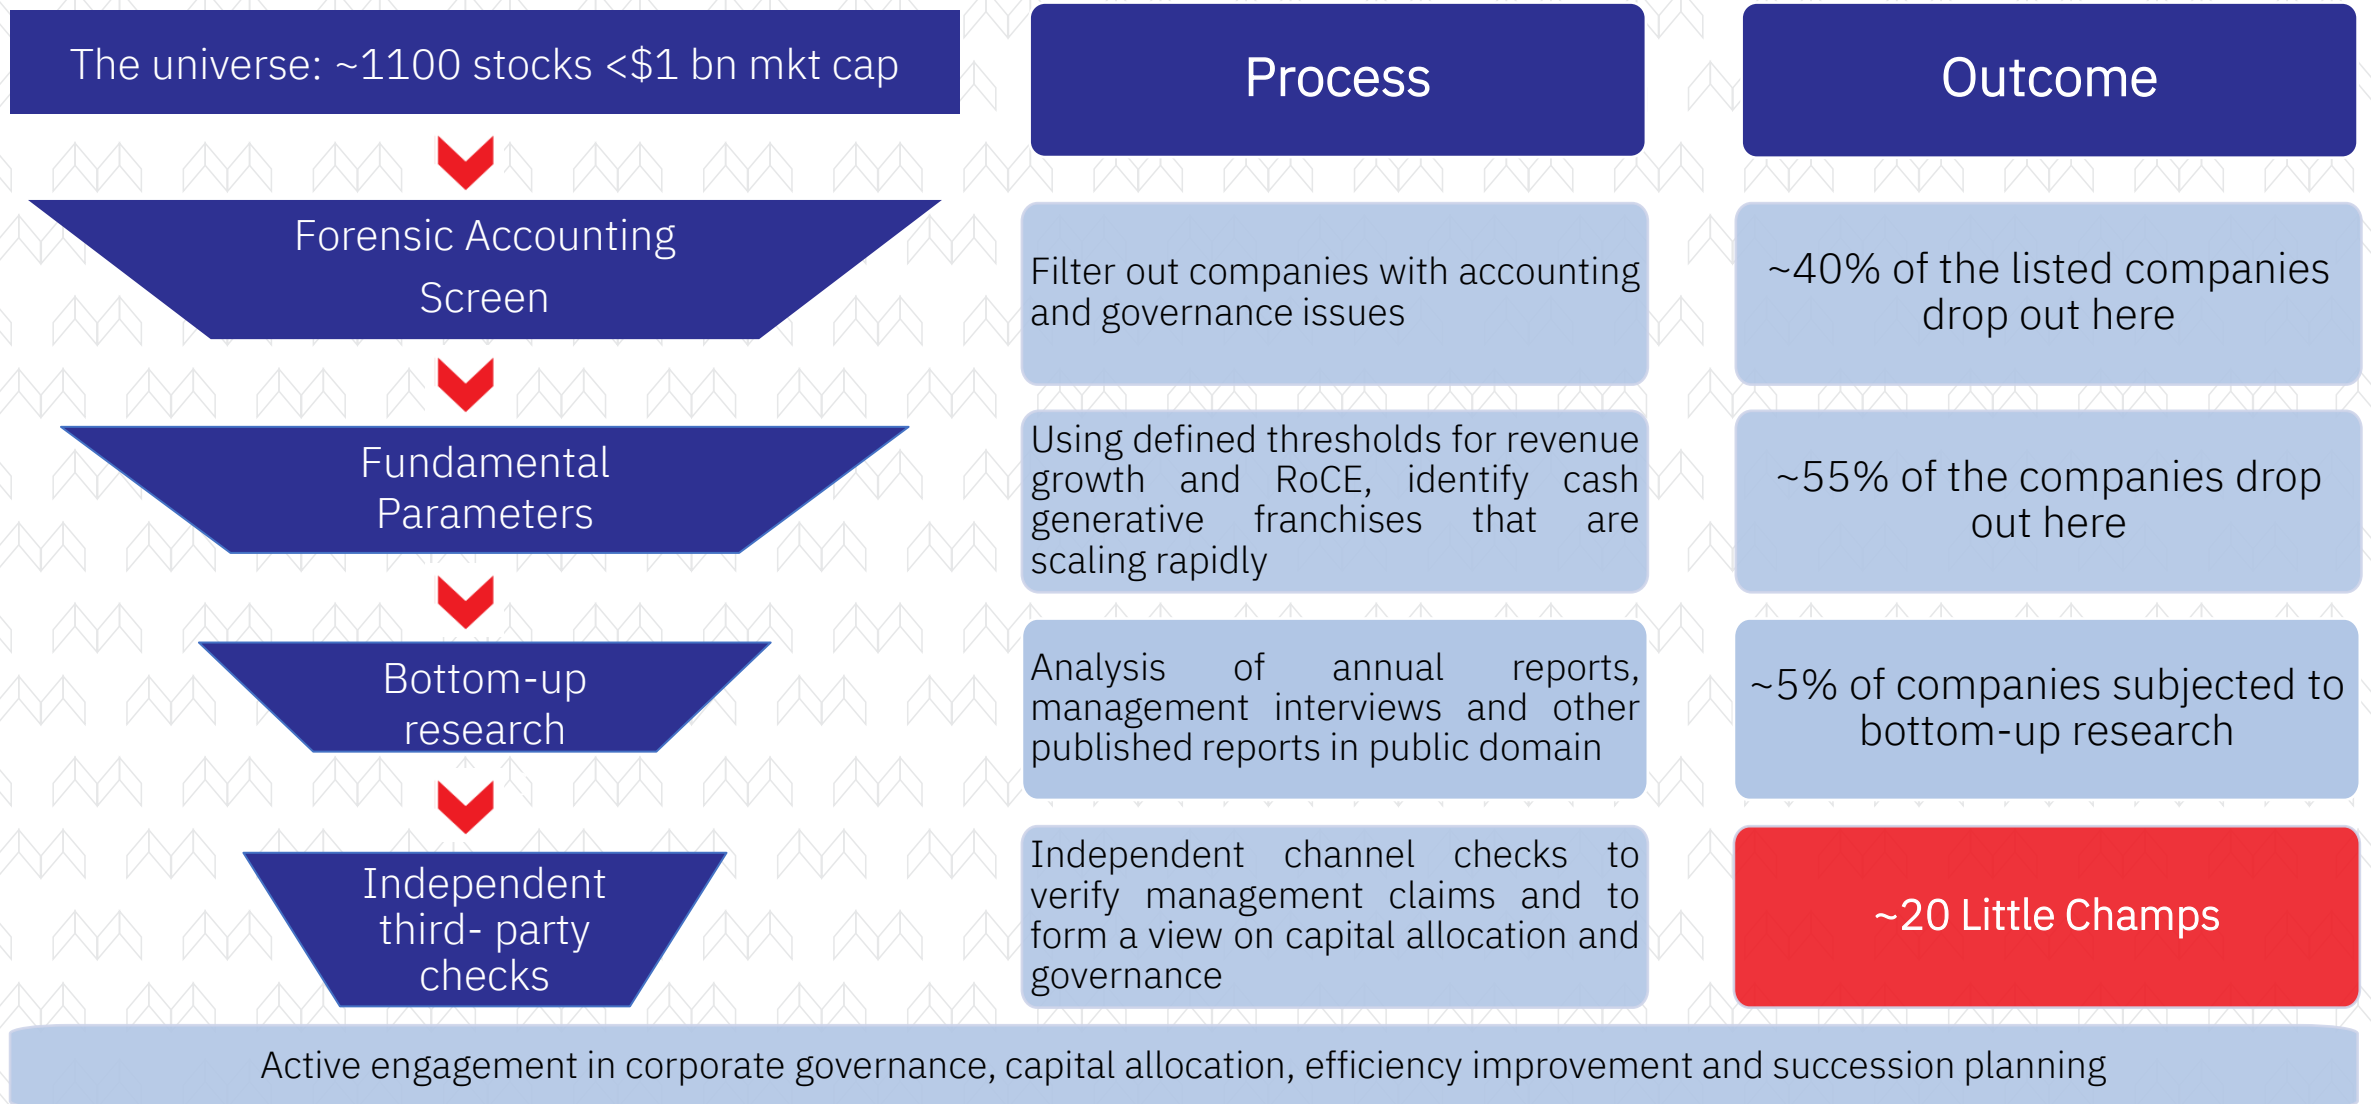 The universe: ~1100 stocks <$1 bn mkt cap
Process
Outcome
Forensic Accounting
Screen
Filter out companies with accounting
and governance issues
~40% of the listed companies
drop out here
Fundamental
Parameters
Using defined thresholds for revenue
growth and RoCE, identify cash
generative franchises that are
scaling rapidly
~55% of the companies drop
out here
Bottom-up
research
Analysis of annual reports,
management interviews and other
published reports in public domain
~5% of companies subjected to
bottom-up research
Independent
third- party
checks
Independent channel checks to
verify management claims and to
form a view on capital allocation and
governance
~20 Little Champs
Active engagement in corporate governance, capital allocation, efficiency improvement and succession planning